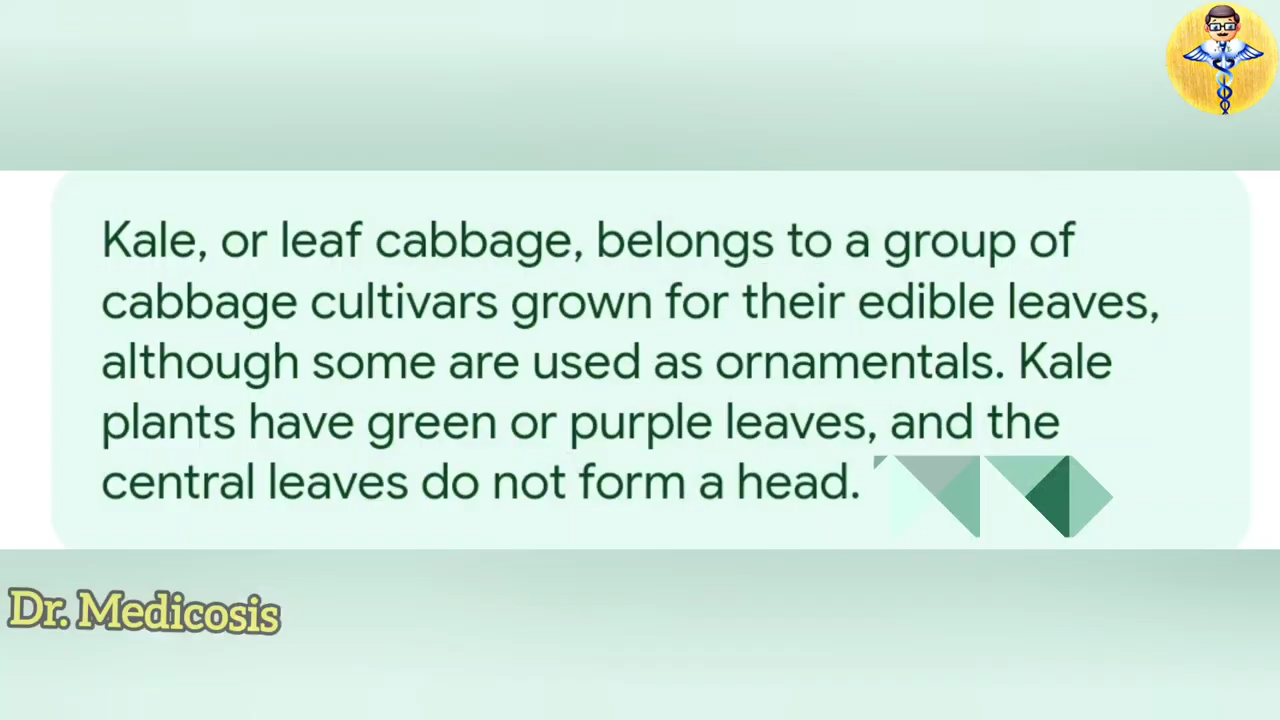 Kale, or leaf cabbage, belongs to a group of
cabbage cultivars grown for their edible leaves,
although some are used as ornamentals. Kale
plants have green or purple leaves, and the
central leaves do not form a head.
Dr. Medicosis